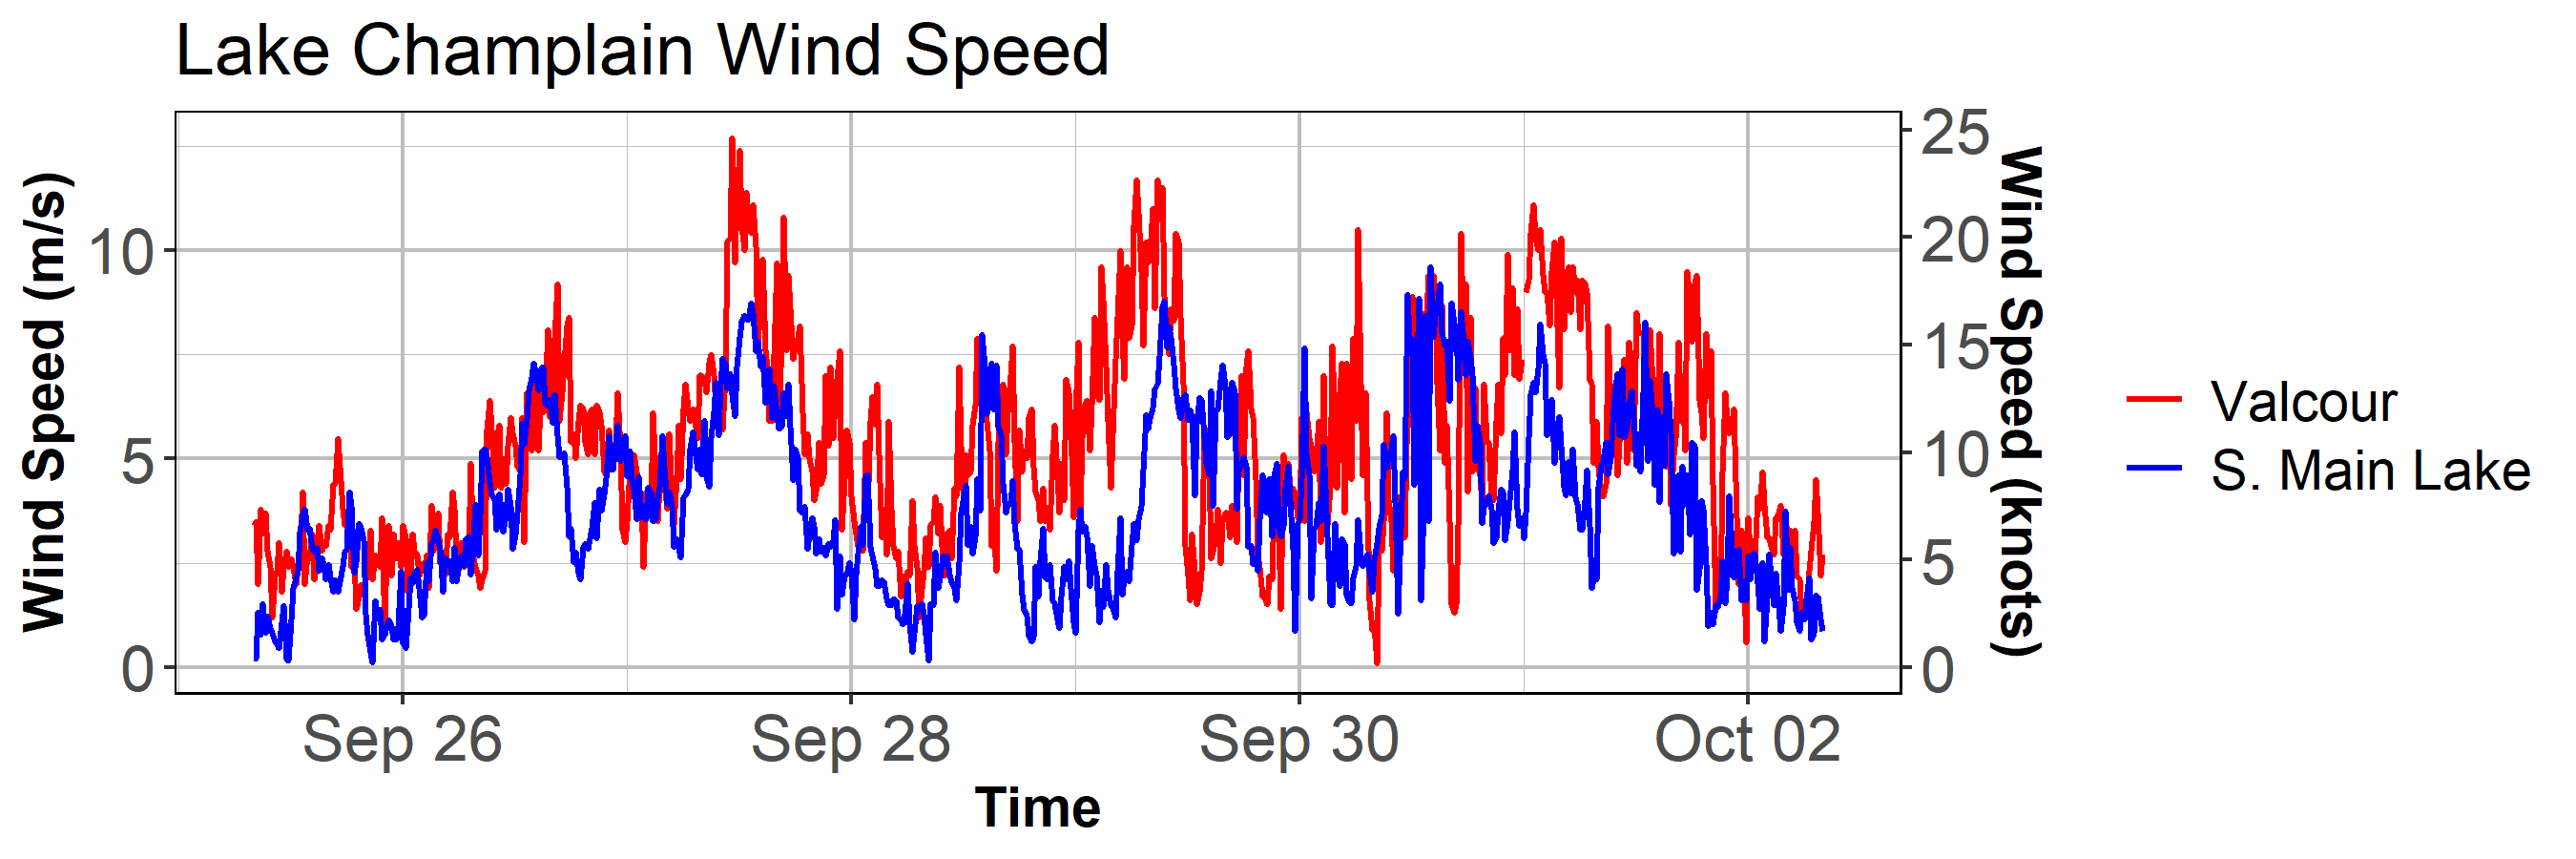 Lake Champlain Wind Speed
Wind Speed (m/s)
10
5
0
25
20
15
10
5
0
Wind Speed (knots)
Sep 26
Sep 28
Sep 30
Oct 02
Time
Valcour
S. Main Lake